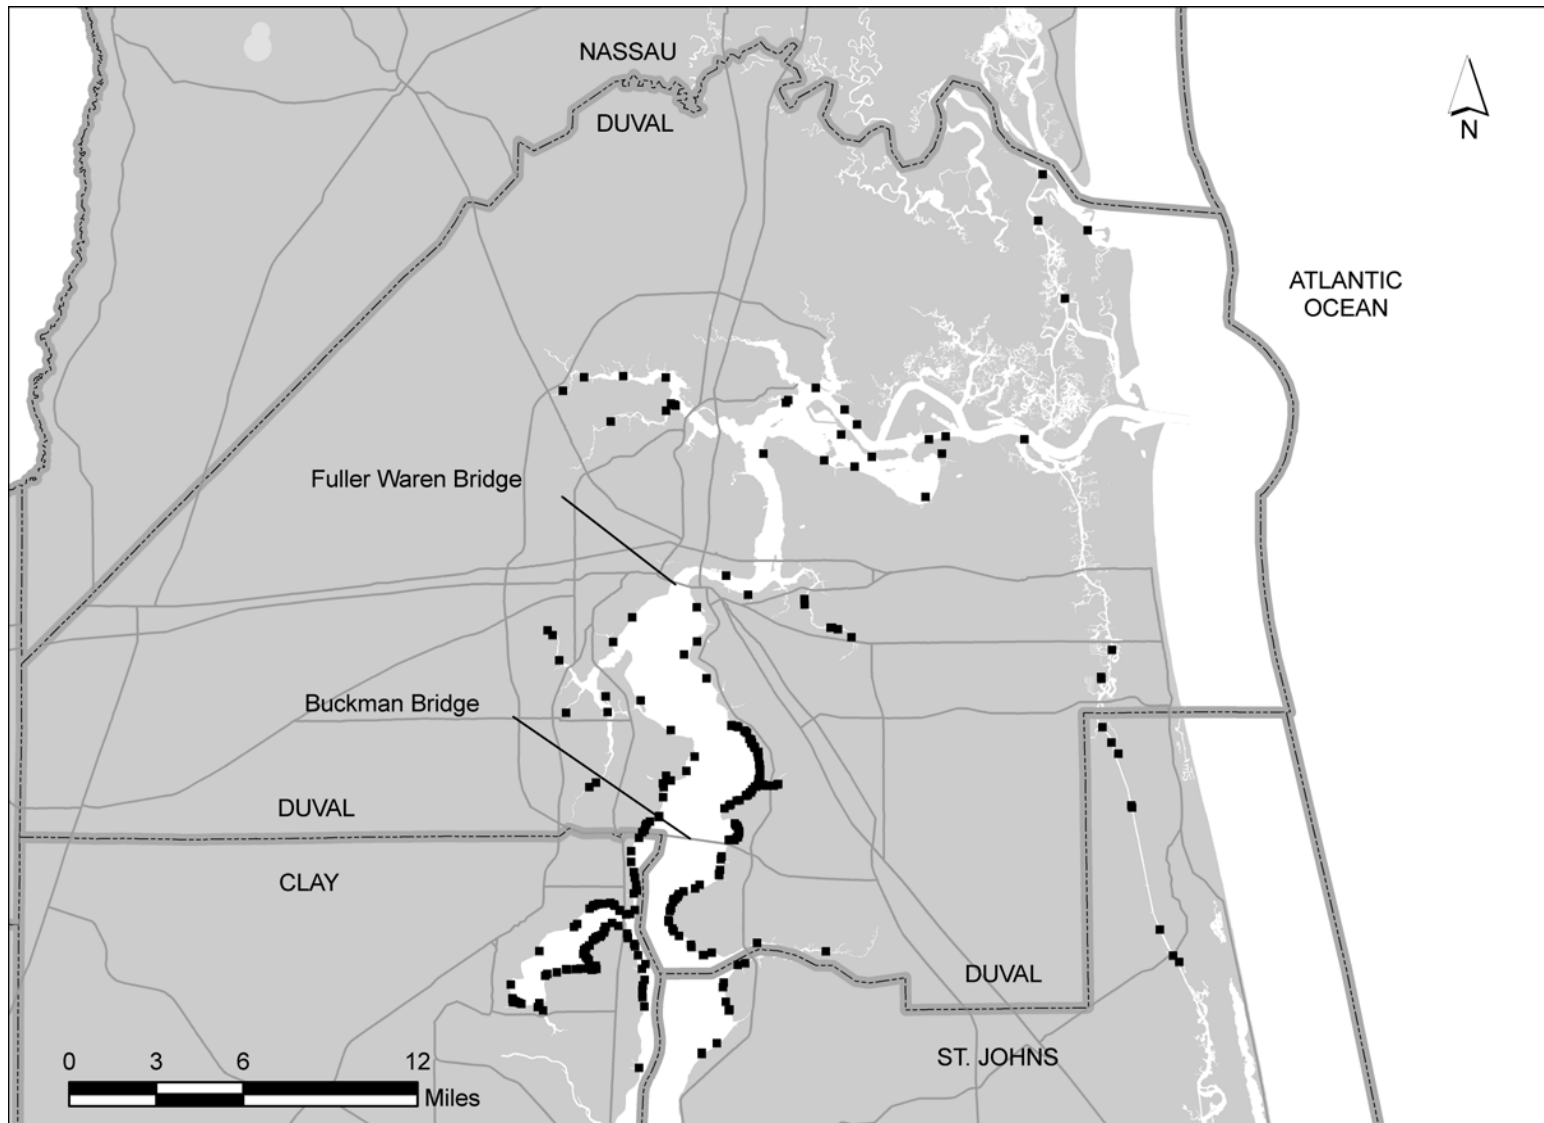 NASSAU
DUVAL
N
ATLANTIC
OCEAN
Fuller Waren Bridge
Buckman Bridge
DUVAL
CLAY
DUVAL
ST. JOHNS
0 3 6 12
Miles